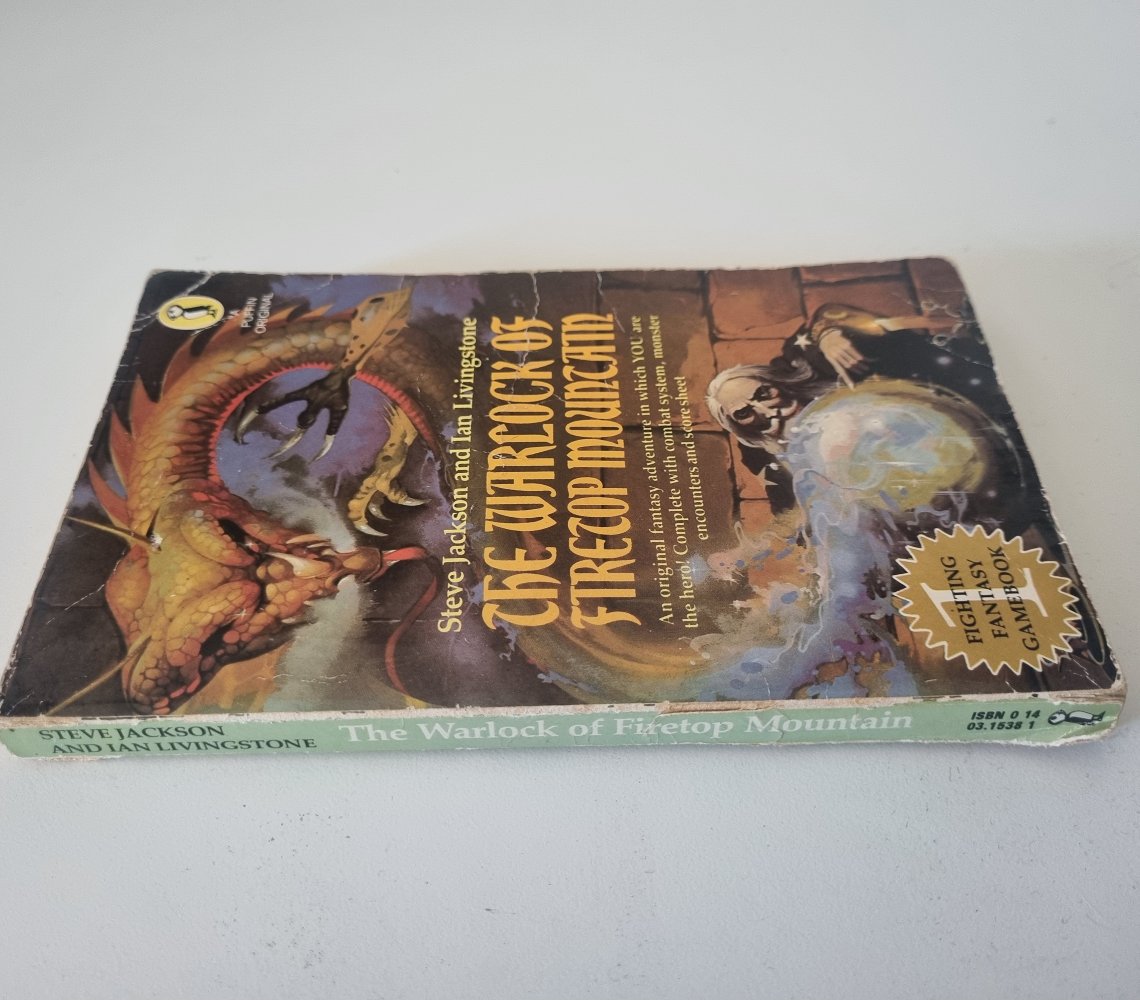 A
PUFFIN
ORIGINAL
Steve Jackson and Ian Livingstone
THE WARLOCK OF
FIRETOP MOUNTAIN
An original fantasy adventure in which YOU are
the hero! Complete with combat system, monster
encounters and score sheet
1
FIGHTING
FANTASY
GAMEBOOK
STEVE JACKSON
AND IAN LIVINGSTONE
The Warlock of Firetop Mountain
ISBN 0 14
03.1538 1